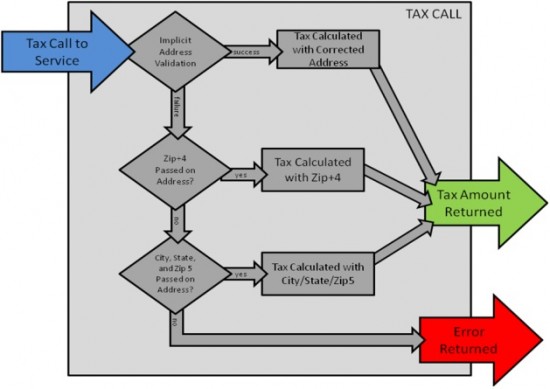 TAX CALL
Tax Call to
Service
Implicit
Address
Validation
success
Tax Calculated
with Corrected
Address
failure
Zip+4
Passed on
Address?
yes
Tax Calculated
with Zip+4
Tax Amount
Returned
no
City, State,
and Zip 5
Passed on
Address?
yes
Tax Calculated with
City/State/Zip5
no
Error
Returned